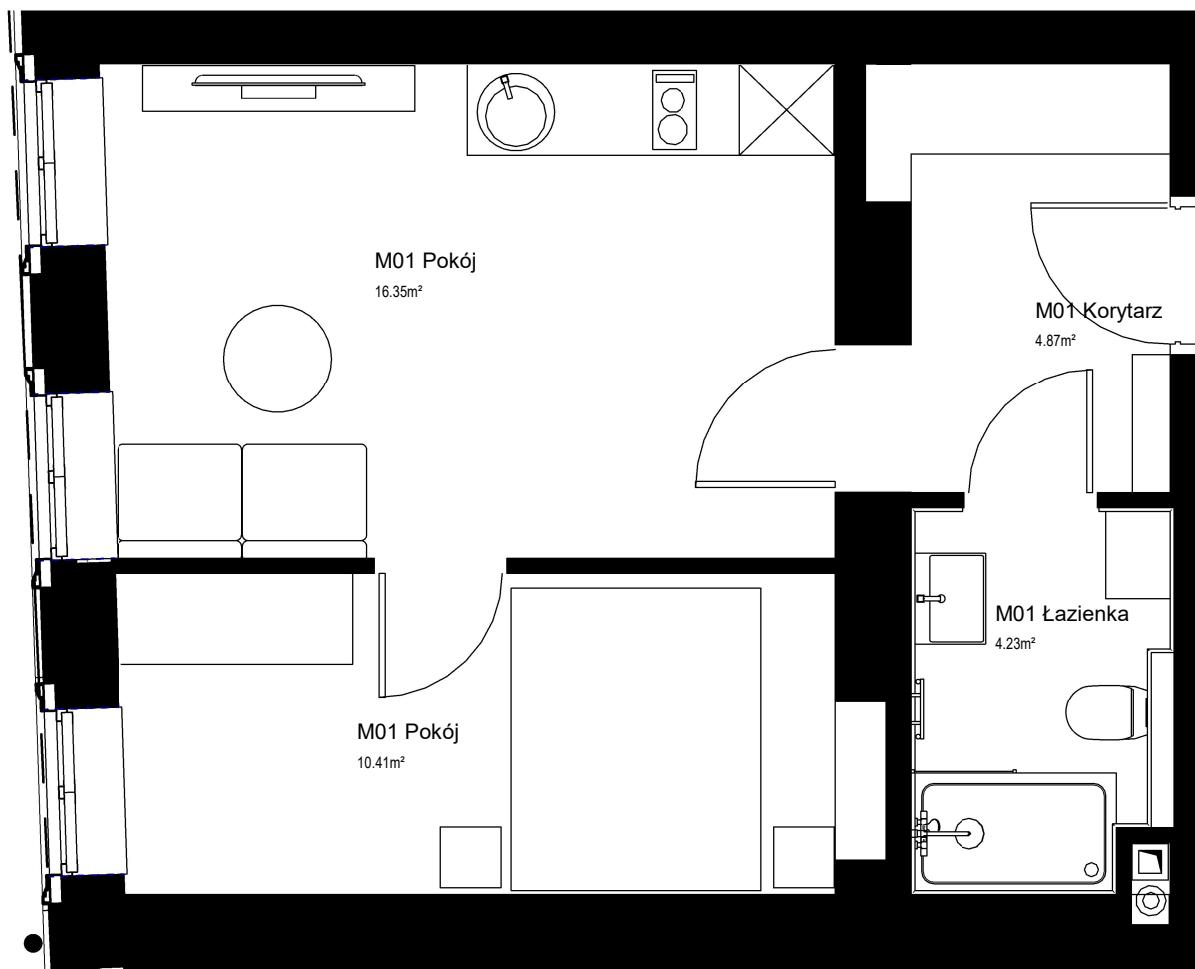 M01 Pokój
16.35m²
M01 Korytarz
4.87m²
M01 Łazienka
4.23m²
M01 Pokój
10.41m²